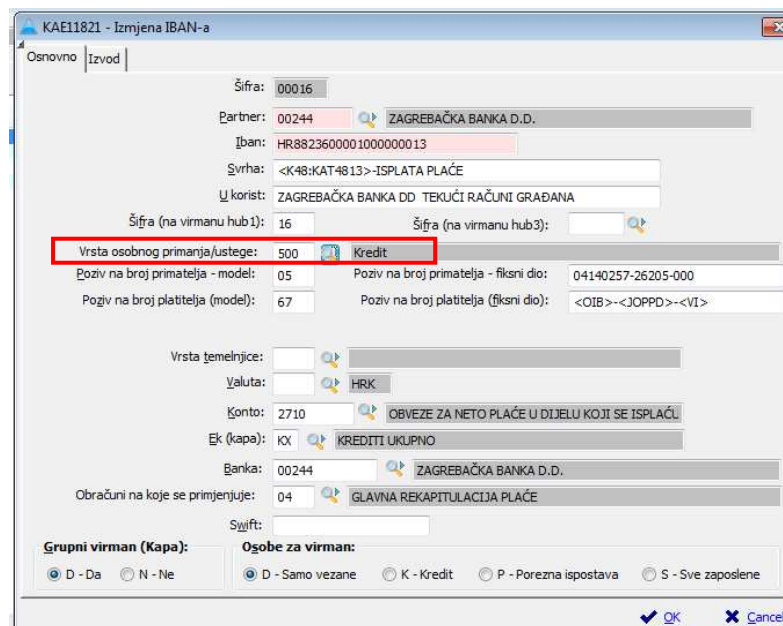 KAE11821 - Izmjena IBAN-a
Osnovno Izvod
Šifra: 00016
Partner: 00244 ZAGREBAČKA BANKA D.D.
Iban: HR8823600001000000013
Svrha: <K48:KAT4813>-ISPLATA PLAĆE
U korist: ZAGREBAČKA BANKA DD TEKUĆI RAČUNI GRAĐANA
Šifra (na virmanu hub1): 16 Šifra (na virmanu hub3):
Vrsta osobnog primanja/ustege: 500 Kredit
Poziv na broj primatelja - model: 05 Poziv na broj primatelja - fiksni dio: 04140257-26205-000
Poziv na broj platitelja (model): 67 Poziv na broj platitelja (fiksni dio): <OIB>-<JOPPD>-<VI>
Vrsta temelnjice:
Valuta: HRK
Konto: 2710 OBVEZE ZA NETO PLAĆE U DIJELU KOJI SE ISPLAĆU
Ek (kapa): KX KREDITI UKUPNO
Banka: 00244 ZAGREBAČKA BANKA D.D.
Obračuni na koje se primjenjuje: 04 GLAVNA REKAPITULACIJA PLAĆE
Swift:
Grupni virman (Kapa): Osobe za virman:
D - Da N - Ne D - Samo vezane K - Kredit P - Porezna ispostava S - Sve zaposlene
OK Cancel